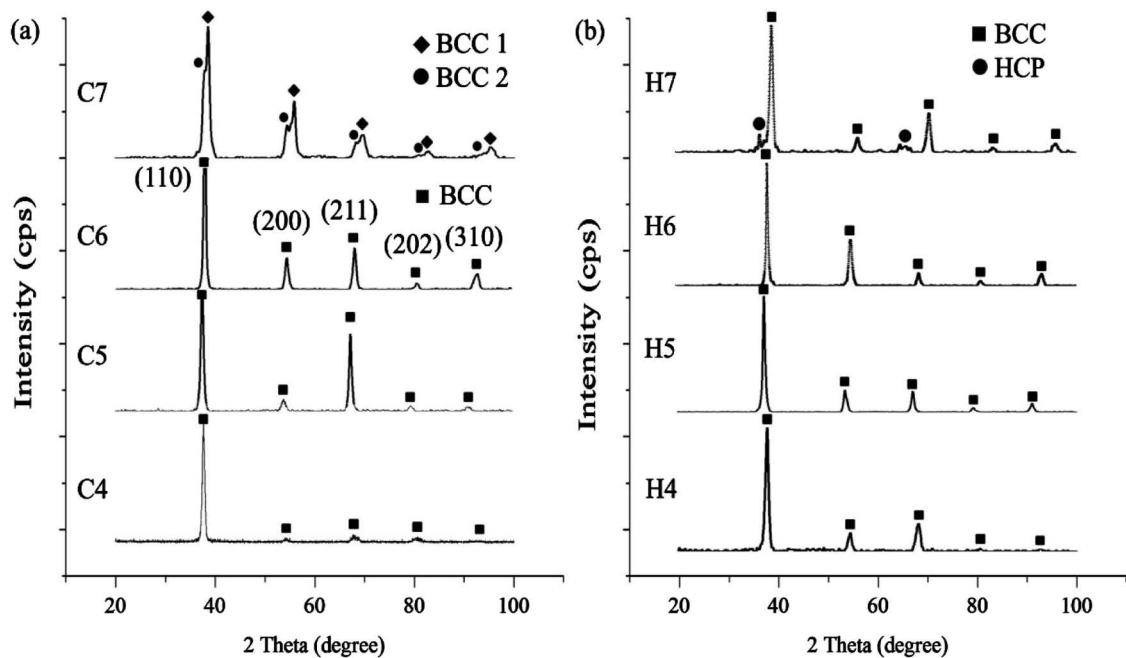 (a)
◆ BCC 1
● BCC 2
C7
■ BCC
(110)
(200)
(211)
(202)
(310)
C6
C5
C4
Intensity (cps)
20 40 60 80 100
2 Theta (degree)
(b)
■ BCC
● HCP
H7
H6
H5
H4
Intensity (cps)
20 40 60 80 100
2 Theta (degree)